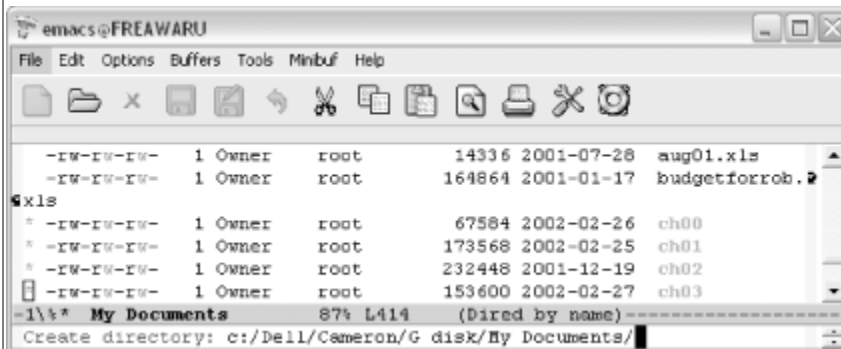 emacs@FREAWARU
File Edit Options Buffers Tools Minibuf Help
-rw-rw-rw- 1 Owner root 14336 2001-07-28 aug01.xls
-rw-rw-rw- 1 Owner root 164864 2001-01-17 budgetforrob.
xls
* -rw-rw-rw- 1 Owner root 67584 2002-02-26 ch00
* -rw-rw-rw- 1 Owner root 173568 2002-02-25 ch01
* -rw-rw-rw- 1 Owner root 232448 2001-12-19 ch02
* -rw-rw-rw- 1 Owner root 153600 2002-02-27 ch03
-1\%* My Documents 87% L414 (Dired by name)--------------------
Create directory: c:/Dell/Cameron/G disk/My Documents/